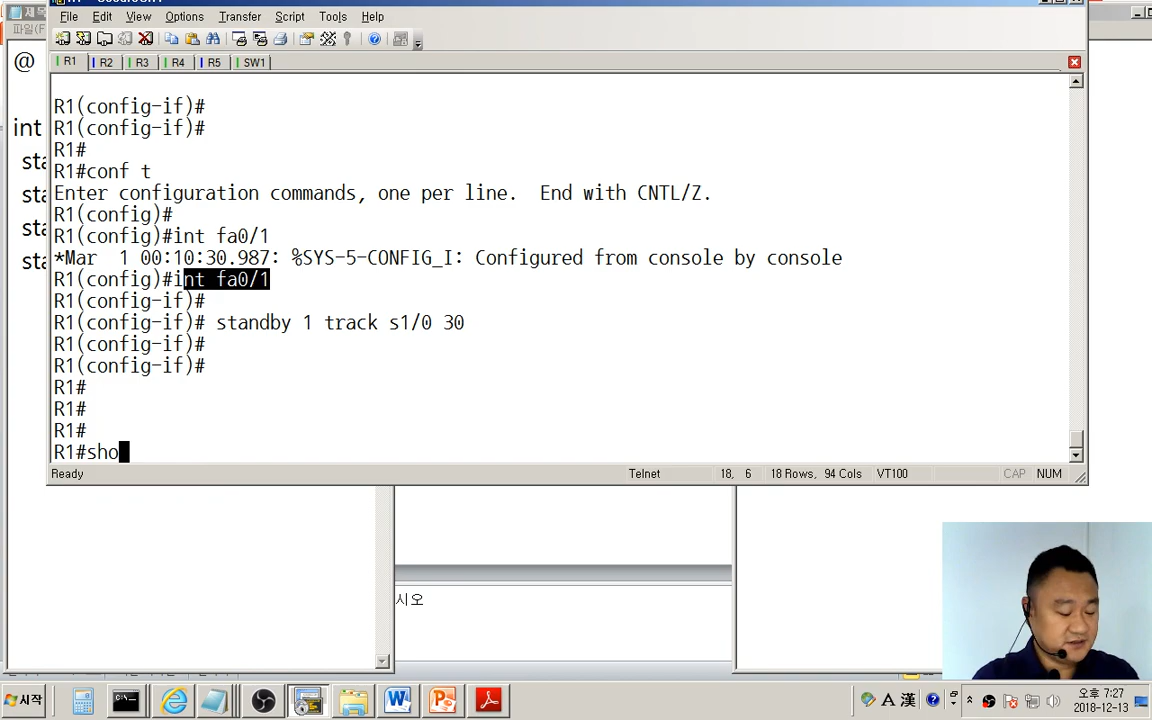 파일(F
@
int
sta
sta
sta
sta
File Edit View Options Transfer Script Tools Help
R1 R2 R3 R4 R5 SW1
R1(config-if)#
R1(config-if)#
R1#
R1#conf t
Enter configuration commands, one per line.  End with CNTL/Z.
R1(config)#
R1(config)#int fa0/1
*Mar  1 00:10:30.987: %SYS-5-CONFIG_I: Configured from console by console
R1(config)#int fa0/1
R1(config-if)#
R1(config-if)# standby 1 track s1/0 30
R1(config-if)#
R1(config-if)#
R1#
R1#
R1#
R1#sho
Ready Telnet 18, 6 18 Rows, 94 Cols VT100 CAP NUM
시오
시작 A 漢 오후 7:27
2018-12-13